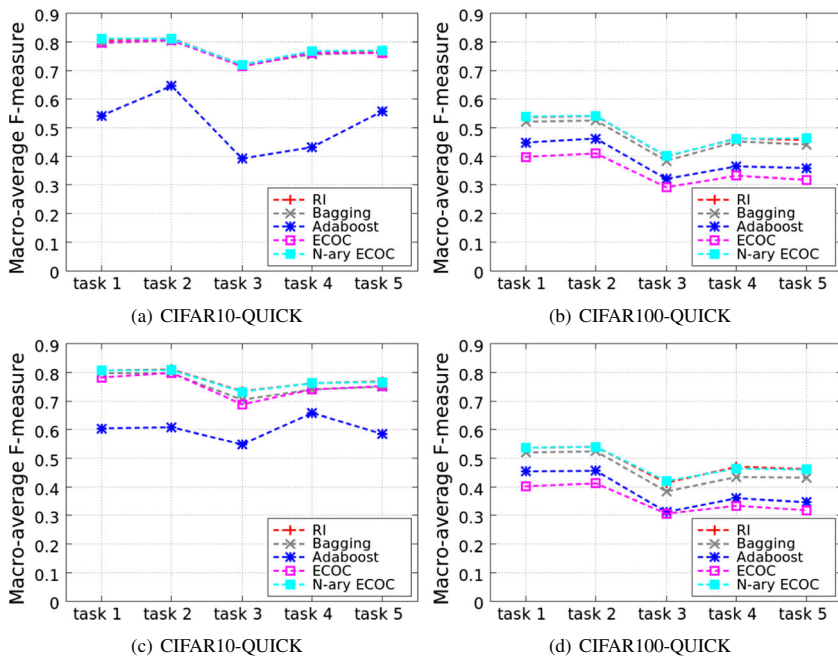 Macro-average F-measure
0.9
0.8
0.7
0.6
0.5
0.4
0.3
0.2
0.1
0
RI
Bagging
Adaboost
ECOC
N-ary ECOC
task 1 task 2 task 3 task 4 task 5
(a) CIFAR10-QUICK
Macro-average F-measure
0.9
0.8
0.7
0.6
0.5
0.4
0.3
0.2
0.1
0
RI
Bagging
Adaboost
ECOC
N-ary ECOC
task 1 task 2 task 3 task 4 task 5
(b) CIFAR100-QUICK
Macro-average F-measure
0.9
0.8
0.7
0.6
0.5
0.4
0.3
0.2
0.1
0
RI
Bagging
Adaboost
ECOC
N-ary ECOC
task 1 task 2 task 3 task 4 task 5
(c) CIFAR10-QUICK
Macro-average F-measure
0.9
0.8
0.7
0.6
0.5
0.4
0.3
0.2
0.1
0
RI
Bagging
Adaboost
ECOC
N-ary ECOC
task 1 task 2 task 3 task 4 task 5
(d) CIFAR100-QUICK